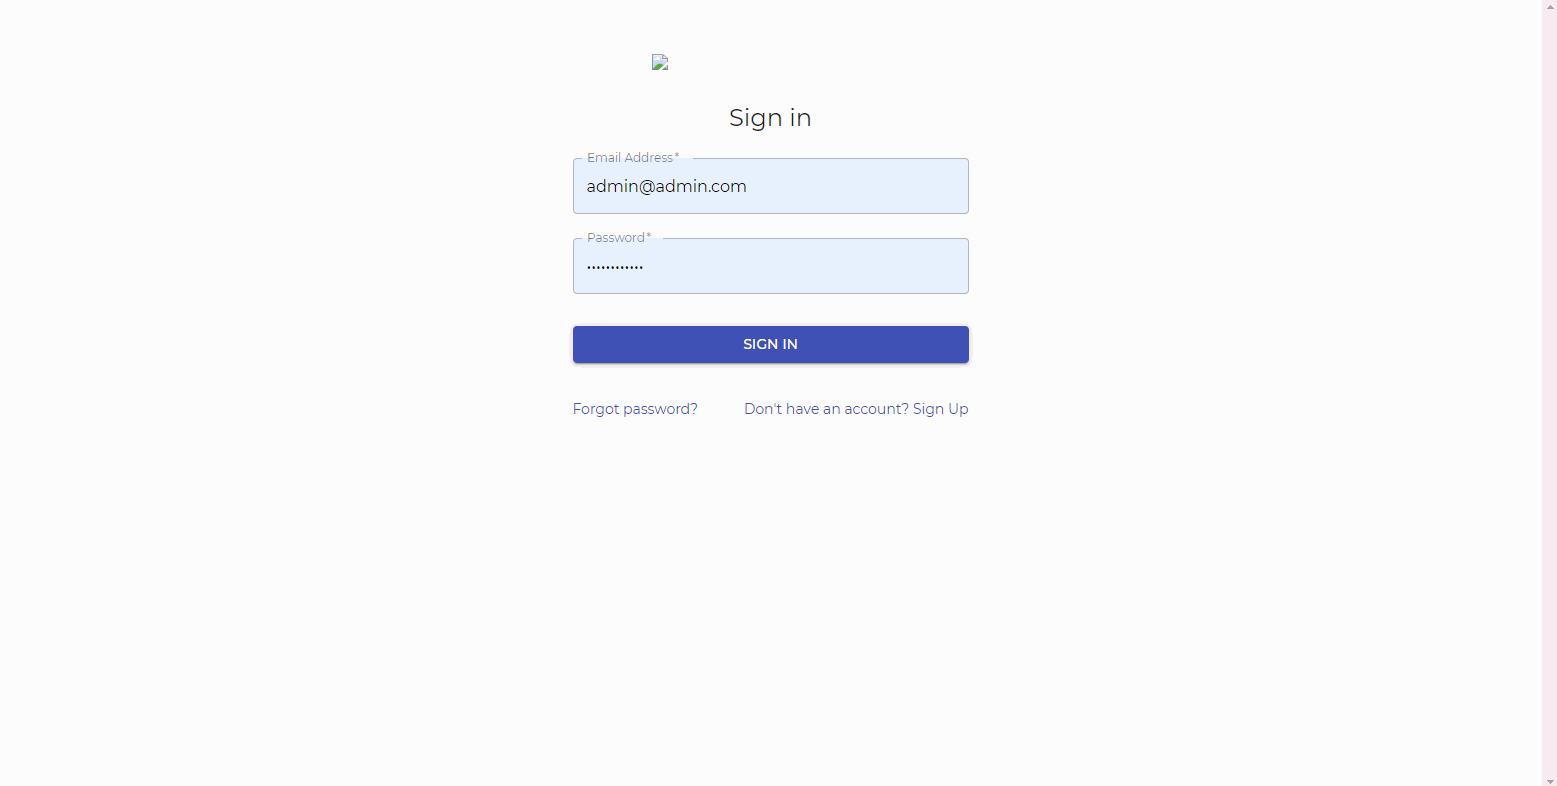 Sign in
Email Address*
admin@admin.com
Password*
••••••••••••
SIGN IN
Forgot password?
Don't have an account? Sign Up